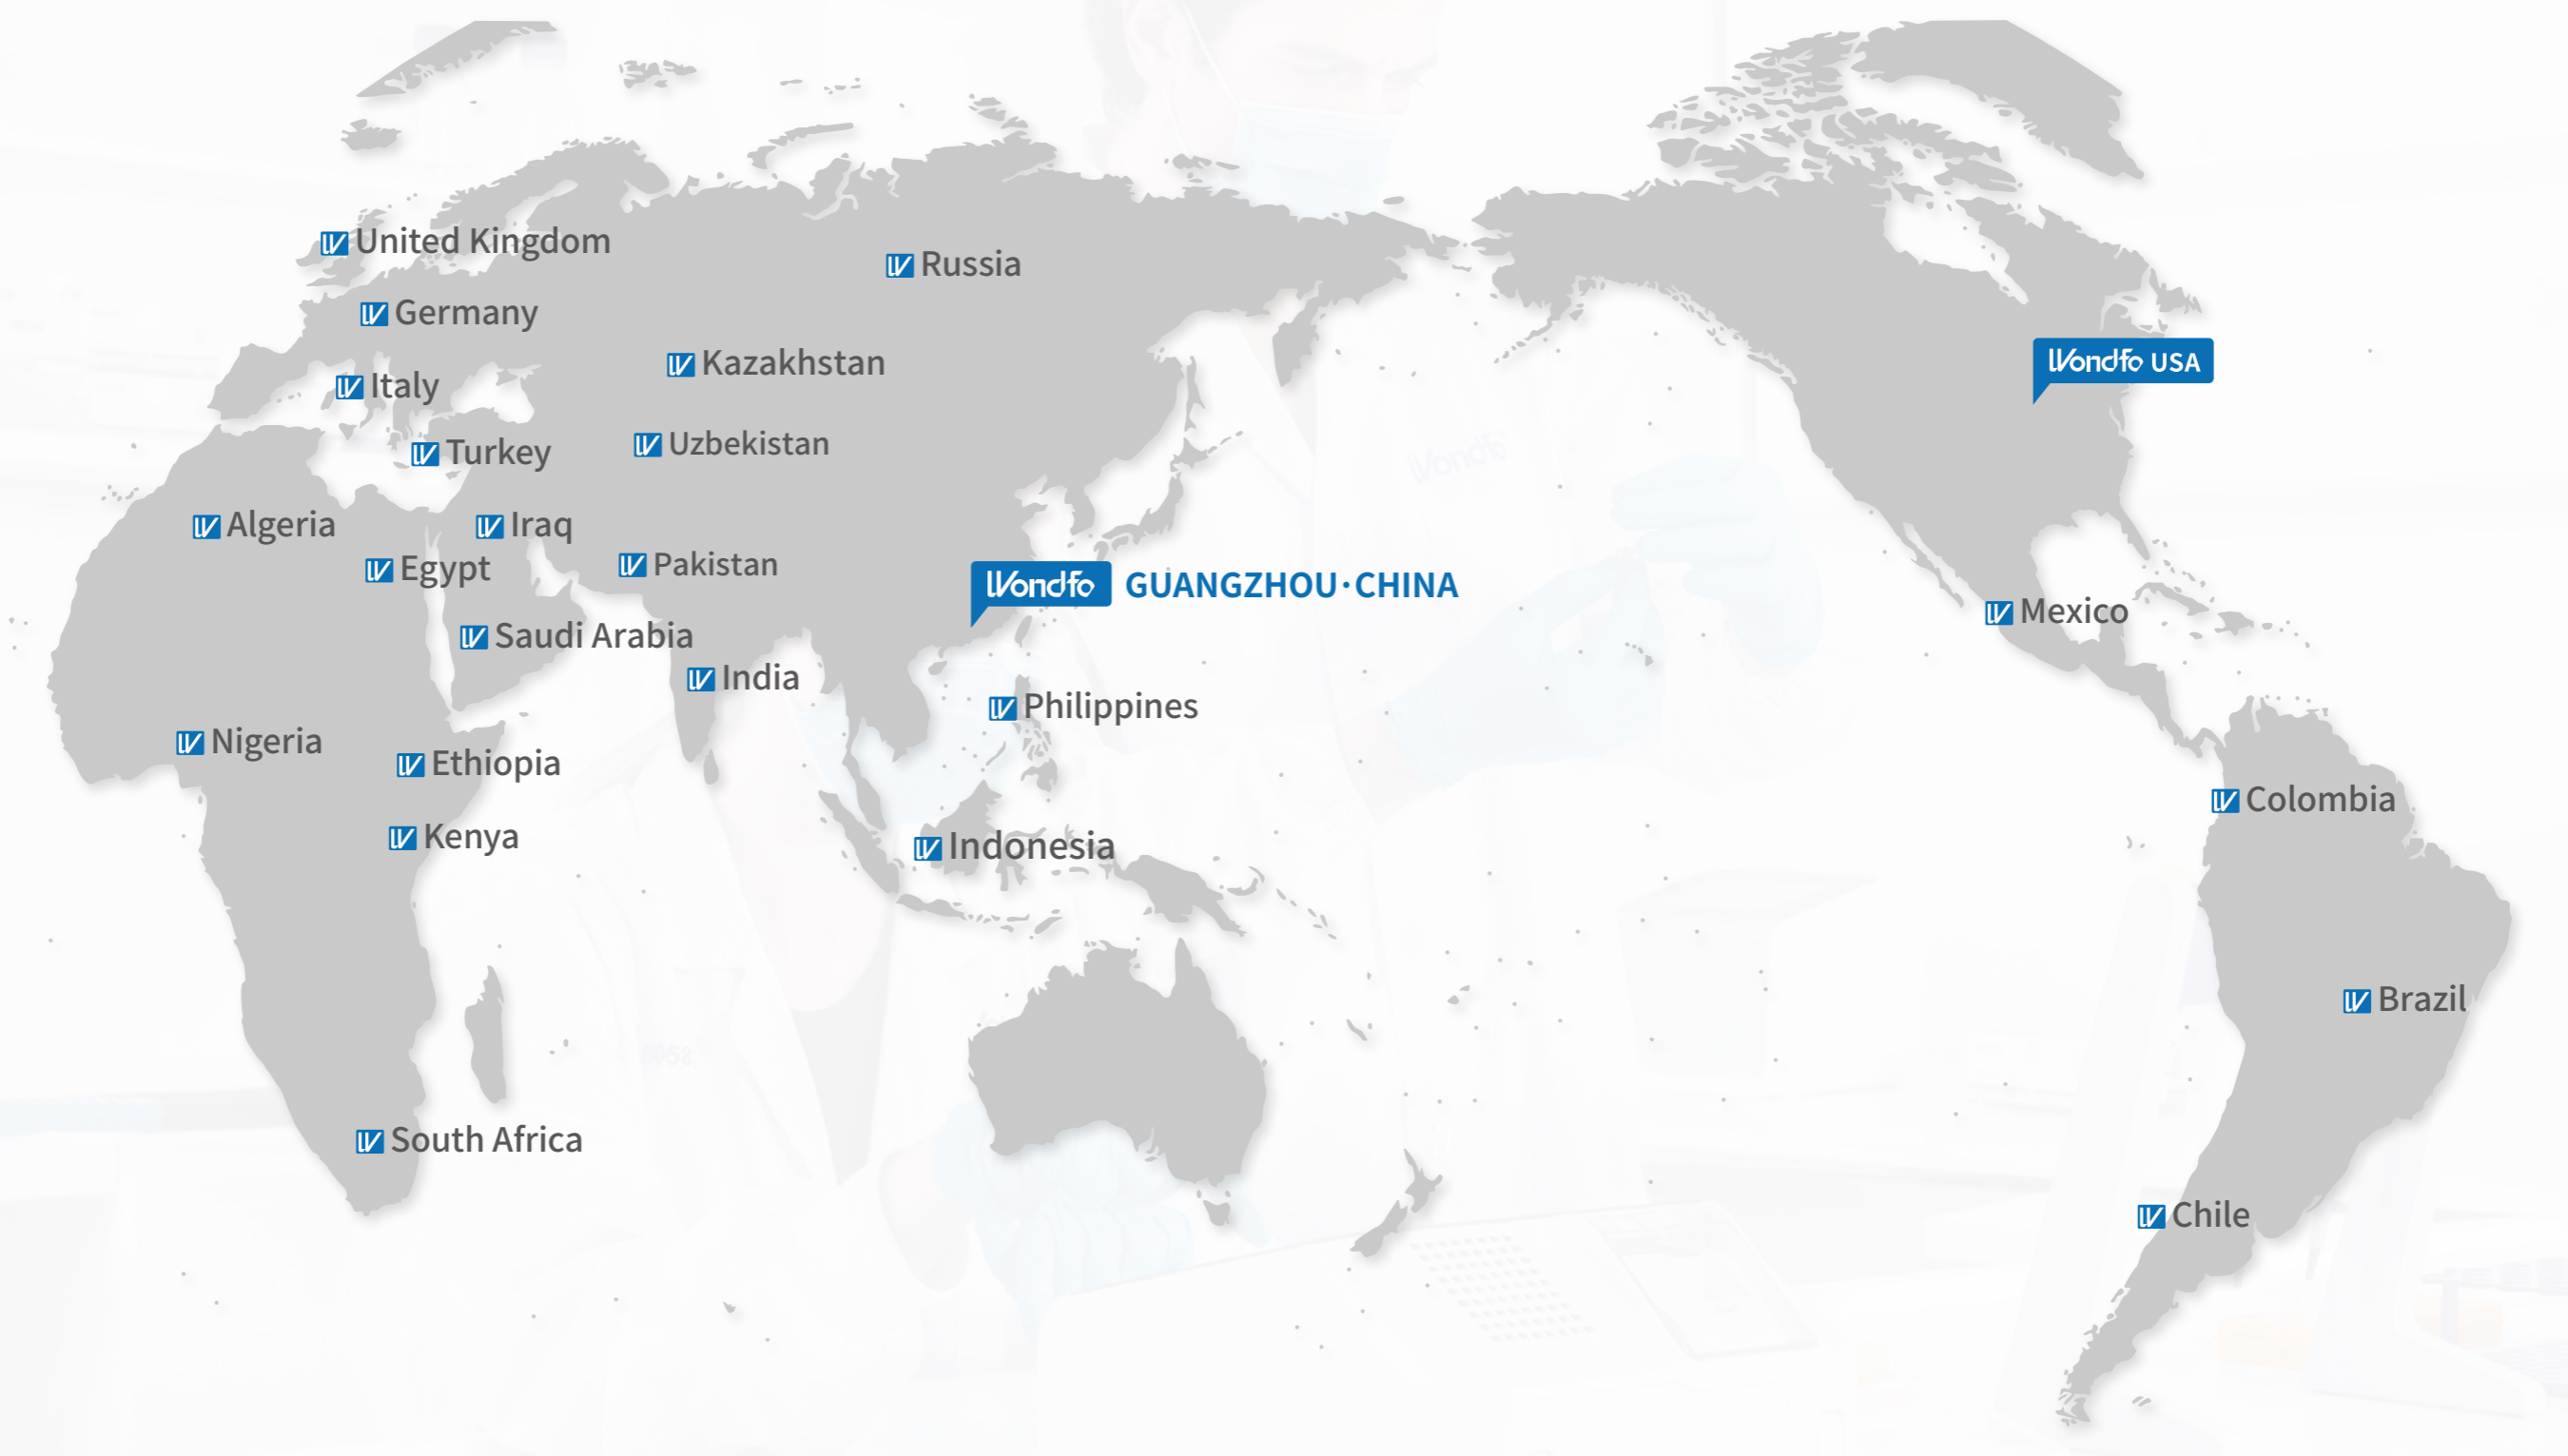 United Kingdom
Russia
Germany
Kazakhstan
Wondfo USA
Italy
Uzbekistan
Turkey
Algeria
Iraq
Egypt
Pakistan
Wondfo GUANGZHOU·CHINA
Mexico
Saudi Arabia
India
Philippines
Nigeria
Ethiopia
Colombia
Kenya
Indonesia
Brazil
South Africa
Chile
Wondfo